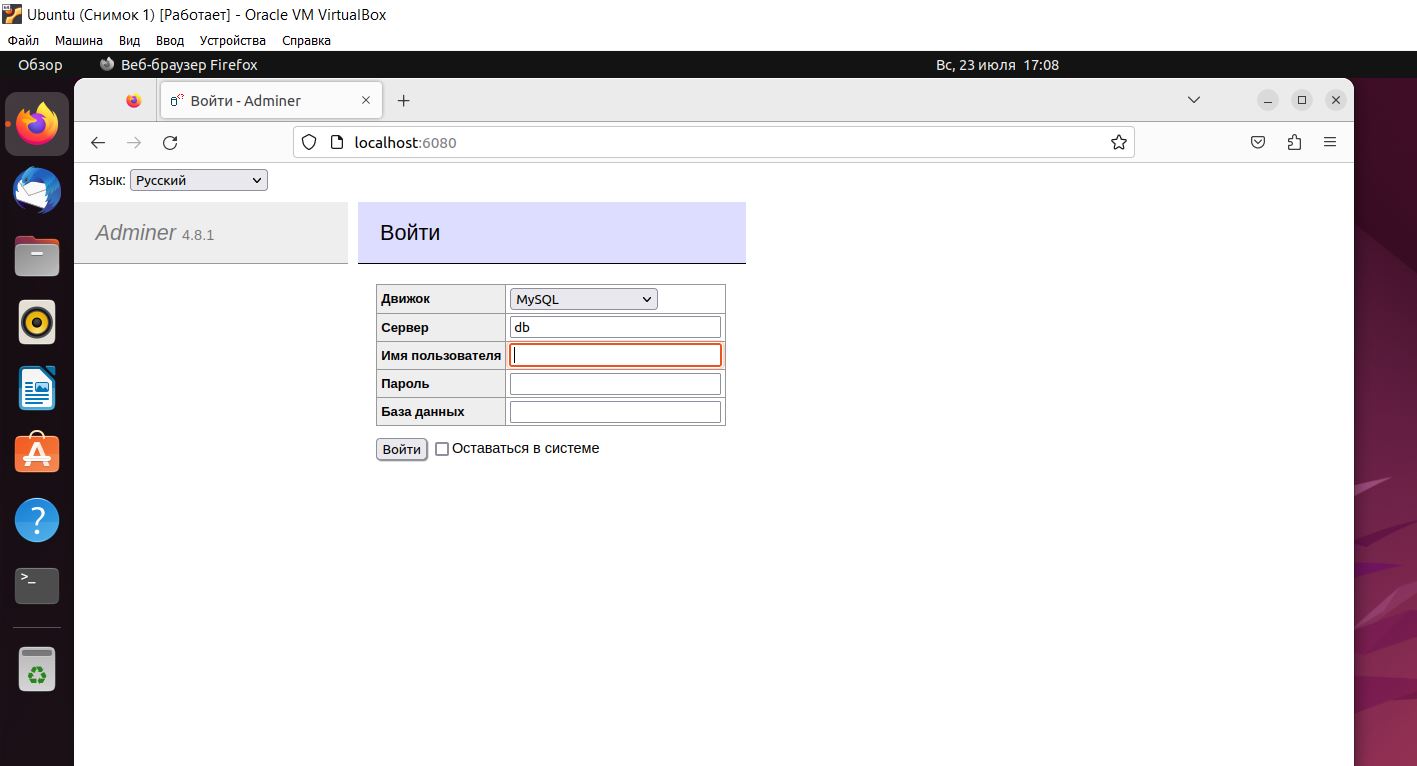 Ubuntu (Снимок 1) [Работает] - Oracle VM VirtualBox
Файл Машина Вид Ввод Устройства Справка
Обзор Веб-браузер Firefox Вс, 23 июля 17:08
Войти - Adminer
localhost:6080
Язык: Русский
Adminer 4.8.1
Войти
Движок MySQL
Сервер db
Имя пользователя
Пароль
База данных
Войти Оставаться в системе